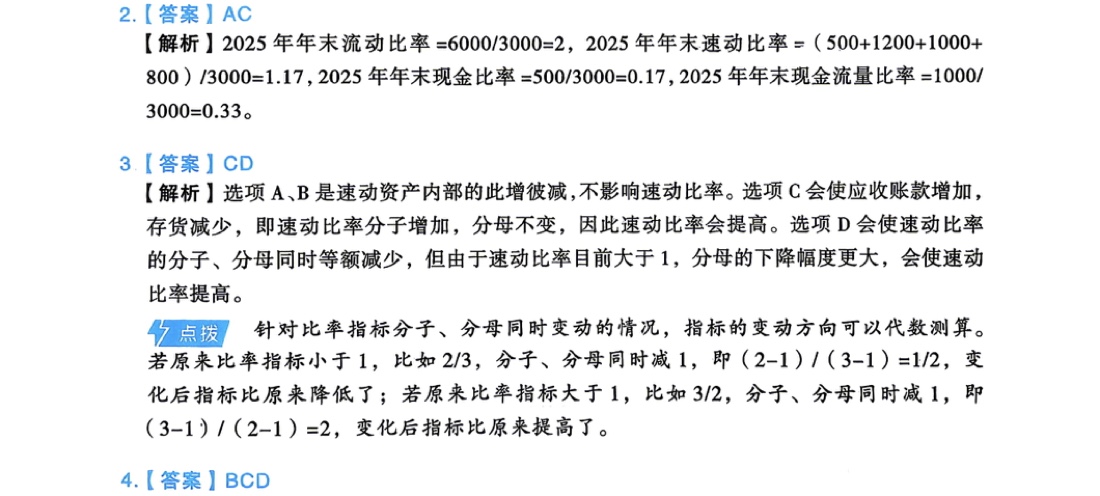 2.【答案】AC
【解析】2025 年年末流动比率 =6000/3000=2，2025 年年末速动比率 =（500+1200+1000+
800）/3000=1.17，2025 年年末现金比率 =500/3000=0.17，2025 年年末现金流量比率 =1000/
3000=0.33。
3.【答案】CD
【解析】选项 A、B 是速动资产内部的此增彼减，不影响速动比率。选项 C 会使应收账款增加，
存货减少，即速动比率分子增加，分母不变，因此速动比率会提高。选项 D 会使速动比率
的分子、分母同时等额减少，但由于速动比率目前大于 1，分母的下降幅度更大，会使速动
比率提高。
点拨 针对比率指标分子、分母同时变动的情况，指标的变动方向可以代数测算。
若原来比率指标小于 1，比如 2/3，分子、分母同时减 1，即（2–1）/（3–1）=1/2，变
化后指标比原来降低了；若原来比率指标大于 1，比如 3/2，分子、分母同时减 1，即
（3–1）/（2–1）=2，变化后指标比原来提高了。
4.【答案】BCD